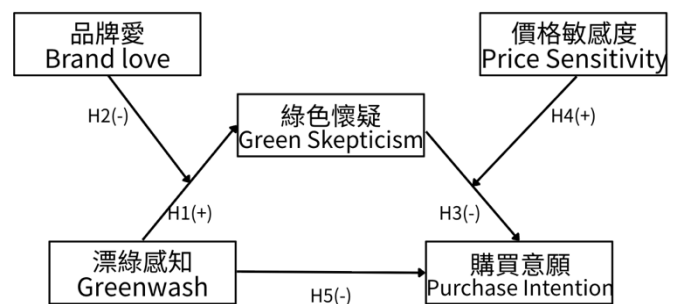 品牌愛
Brand love
價格敏感度
Price Sensitivity
H2(-)
綠色懷疑
Green Skepticism
H4(+)
H1(+)
H3(-)
漂綠感知
Greenwash
購買意願
Purchase Intention
H5(-)